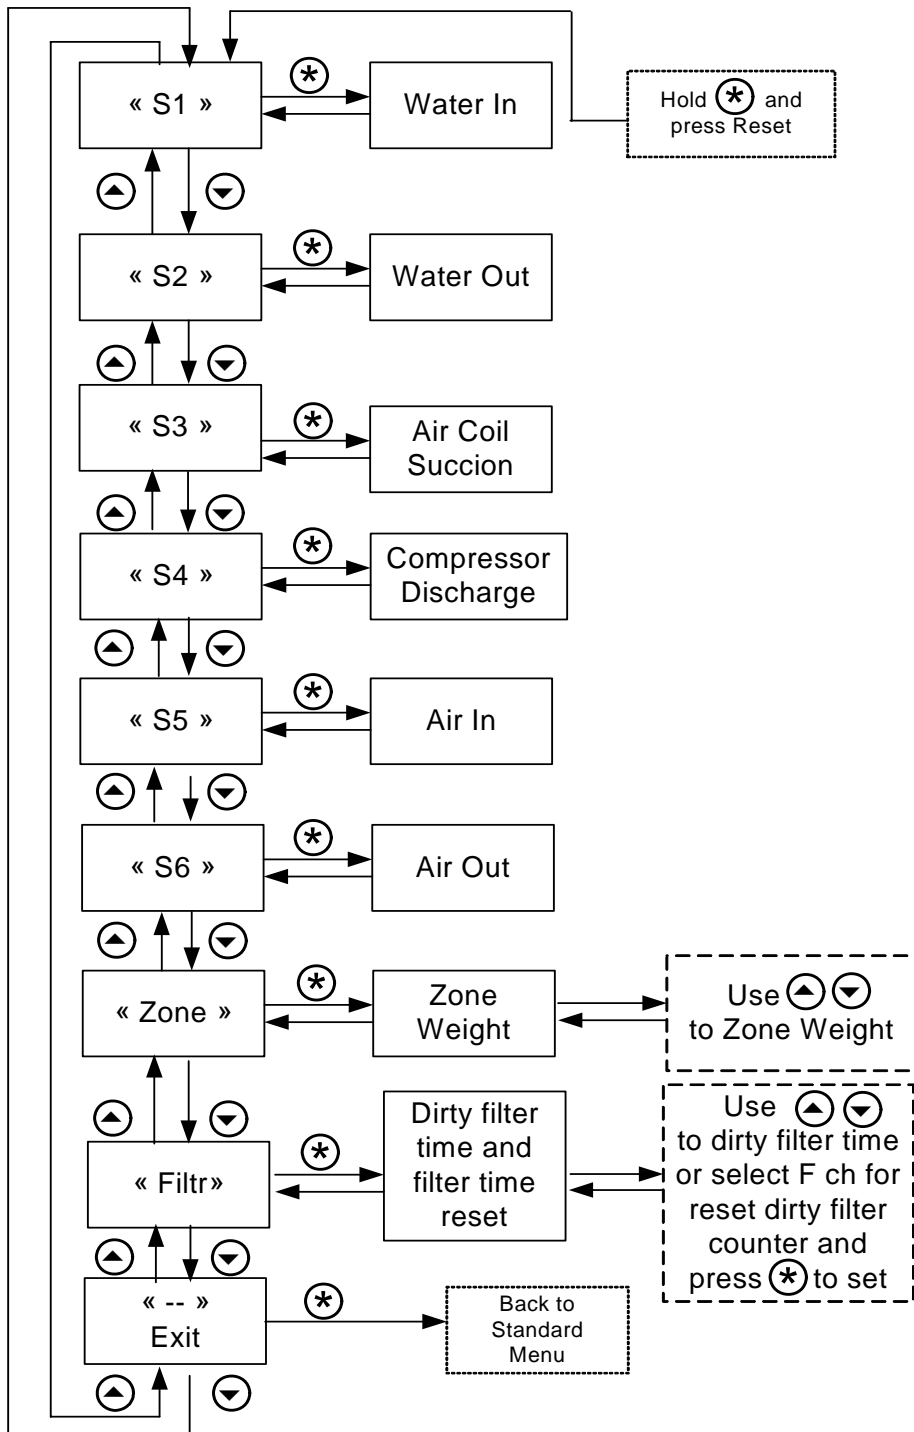 « S1 »
Water In
Hold * and
press Reset
« S2 »
Water Out
« S3 »
Air Coil
Succion
« S4 »
Compressor
Discharge
« S5 »
Air In
« S6 »
Air Out
« Zone »
Zone
Weight
Use
to Zone Weight
« Filtr»
Dirty filter
time and
filter time
reset
Use
to dirty filter time
or select F ch for
reset dirty filter
counter and
press * to set
« -- »
Exit
Back to
Standard
Menu